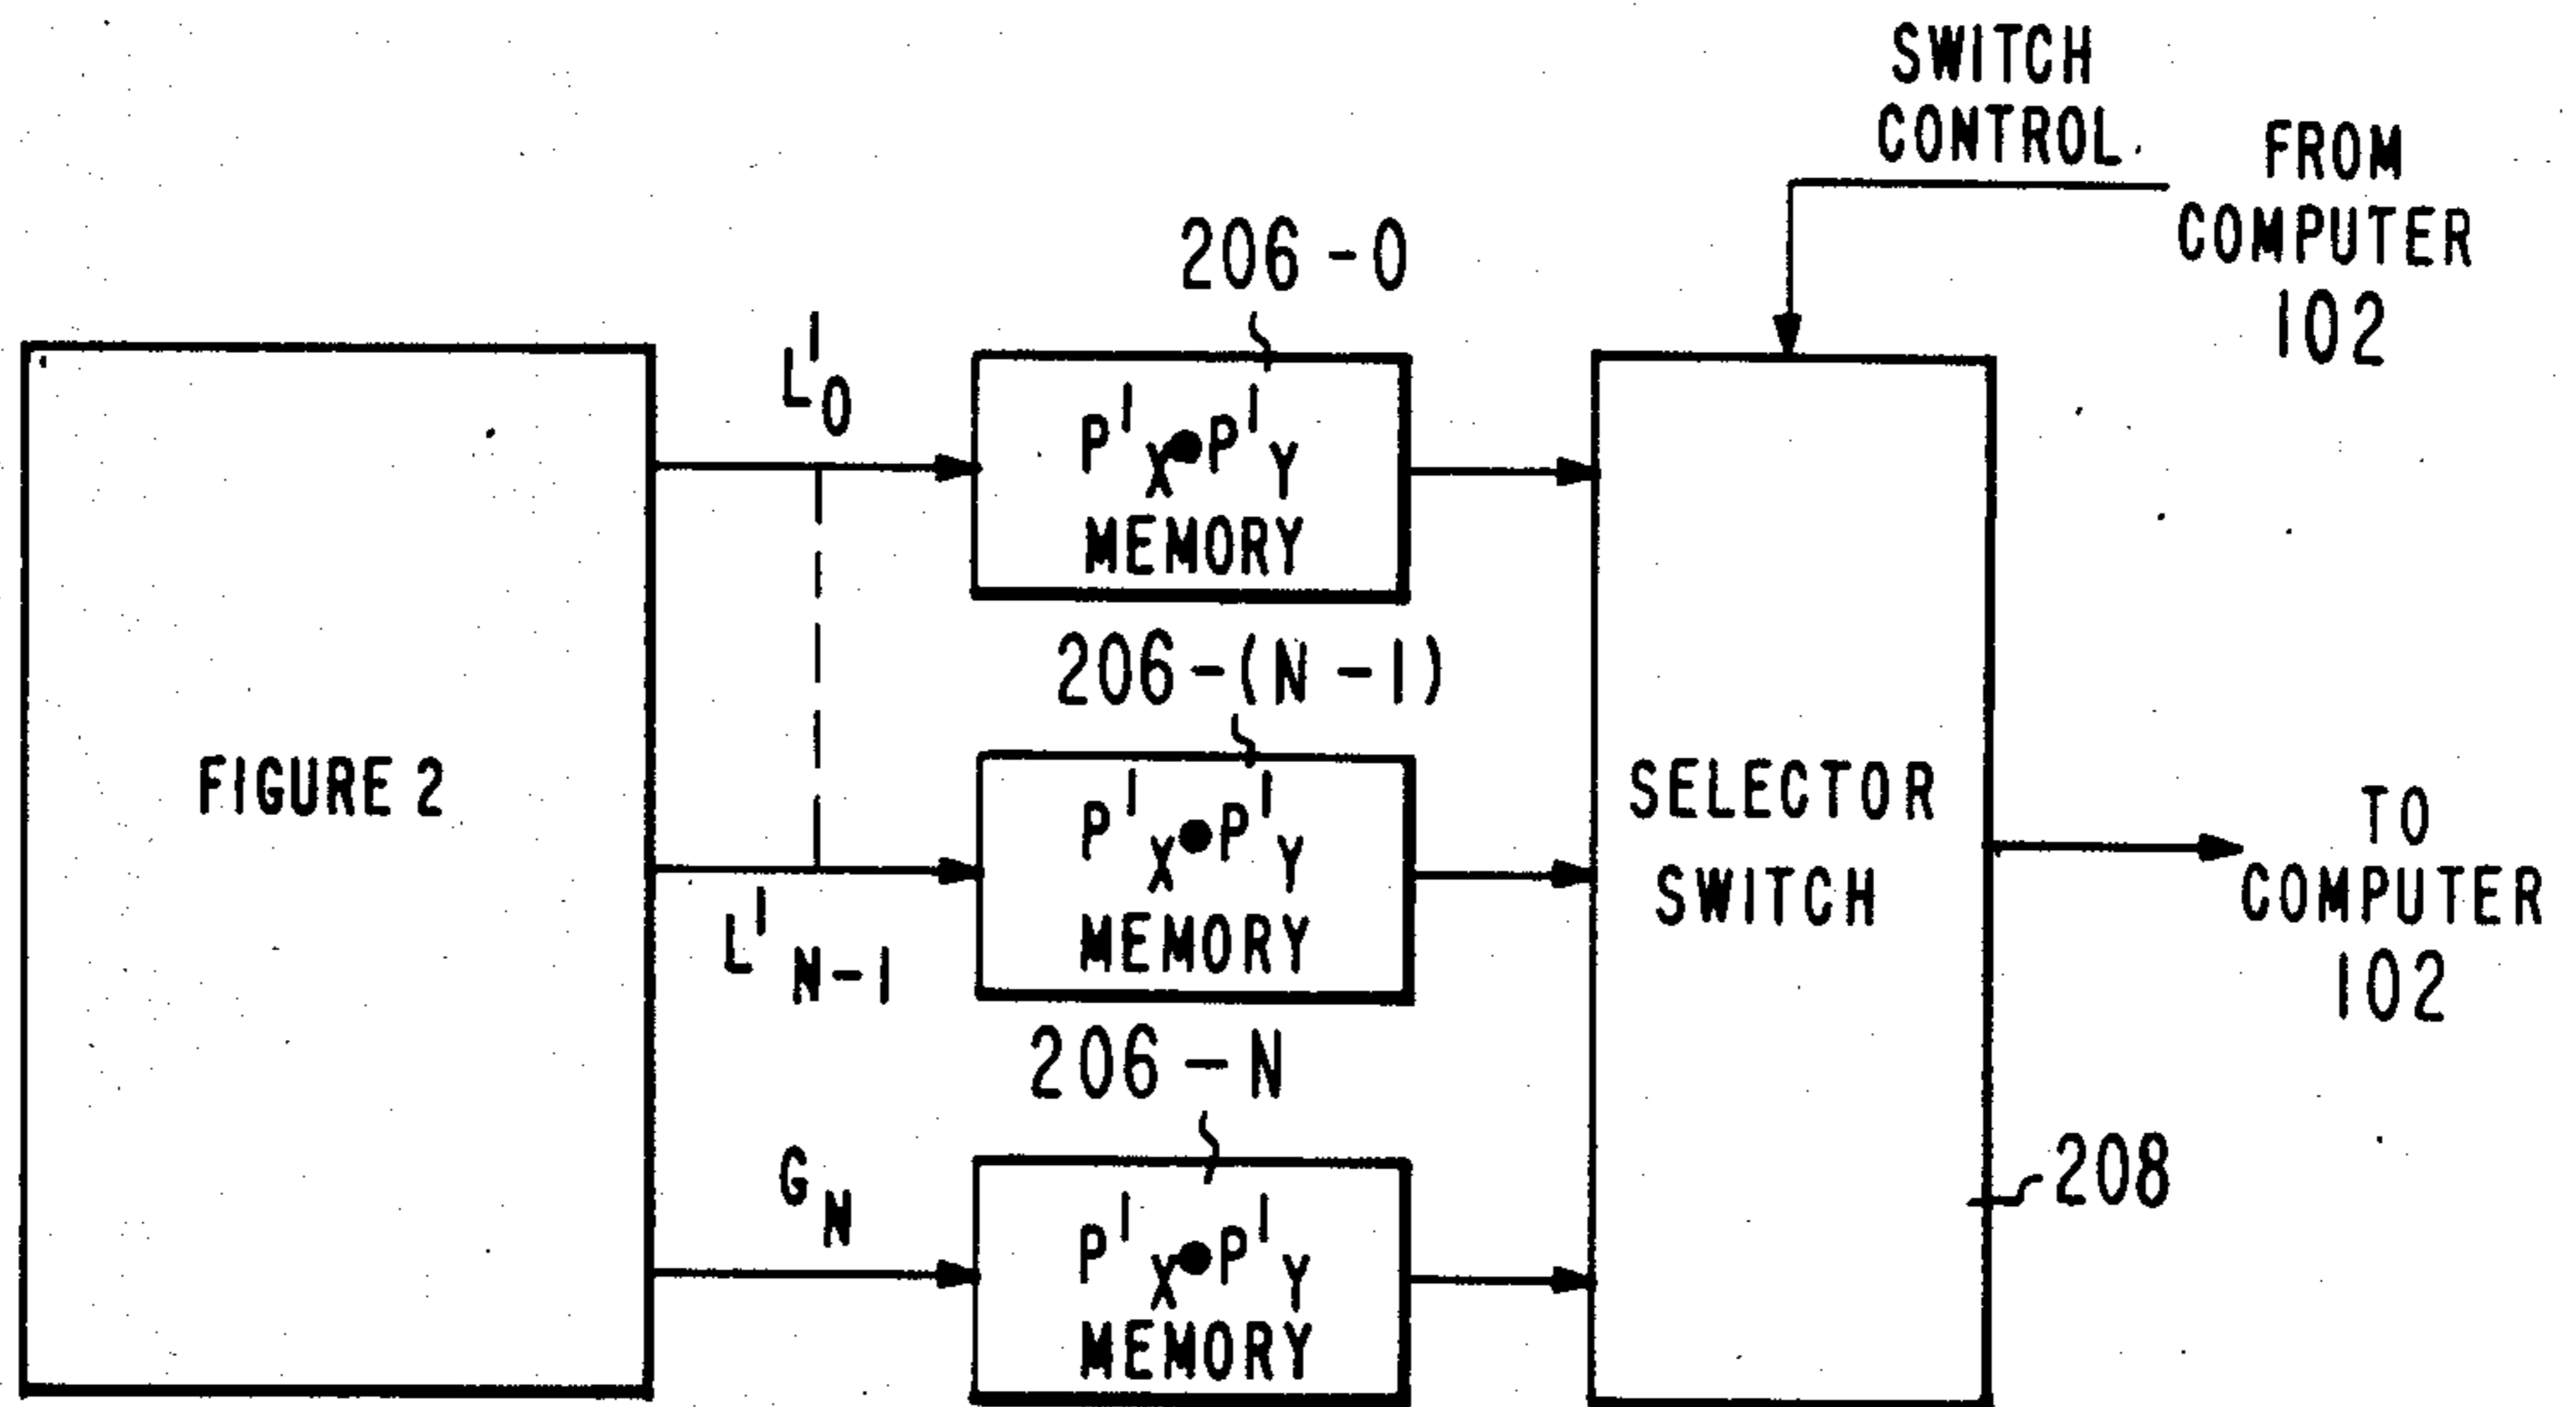 SWITCH
CONTROL
FROM
COMPUTER
102
206-0
L'0
P'X•P'Y
MEMORY
206-(N-1)
FIGURE 2
L'N-1
P'X•P'Y
MEMORY
SELECTOR
SWITCH
TO
COMPUTER
102
206-N
GN
P'X•P'Y
MEMORY
208